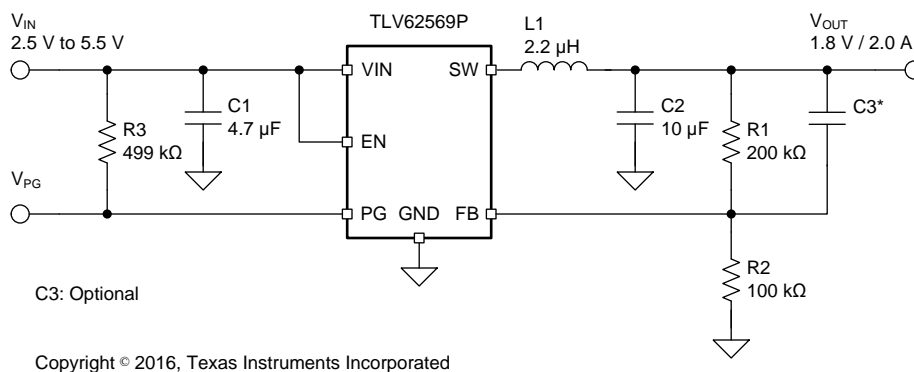 TLV62569P
VIN
2.5 V to 5.5 V
L1
2.2 µH
VOUT
1.8 V / 2.0 A
VIN
SW
C1
4.7 µF
C2
10 µF
C3*
R3
499 kΩ
R1
200 kΩ
EN
VPG
PG
GND
FB
R2
100 kΩ
C3: Optional
Copyright © 2016, Texas Instruments Incorporated